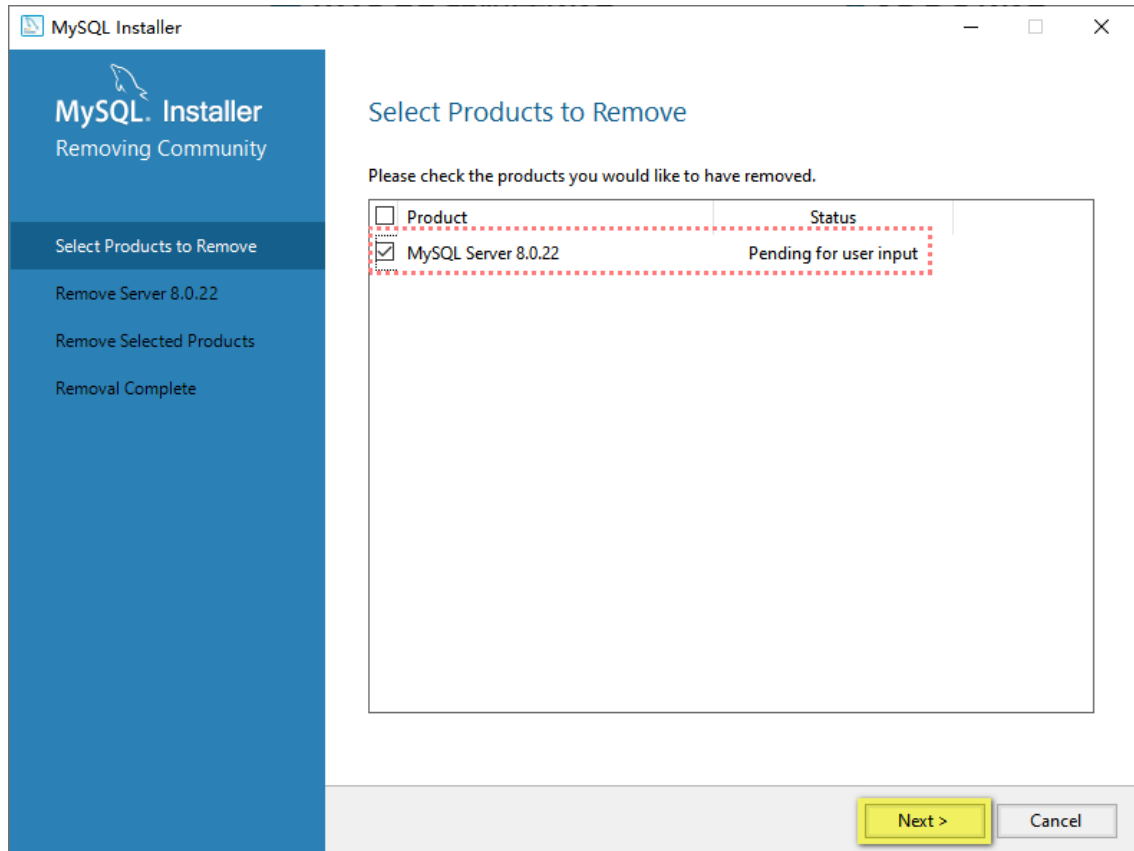 MySQL Installer
MySQL. Installer
Removing Community
Select Products to Remove
Remove Server 8.0.22
Remove Selected Products
Removal Complete
Select Products to Remove
Please check the products you would like to have removed.
Product Status
MySQL Server 8.0.22 Pending for user input
Next > Cancel